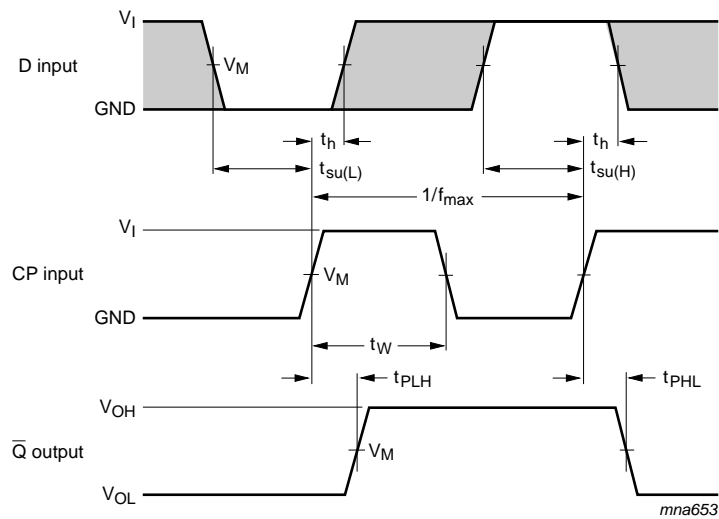 V_I
D input
V_M
GND
t_h
t_h
t_su(L)
t_su(H)
1/f_max
V_I
CP input
V_M
GND
t_W
t_PLH
t_PHL
V_OH
Q̅ output
V_M
V_OL
mna653